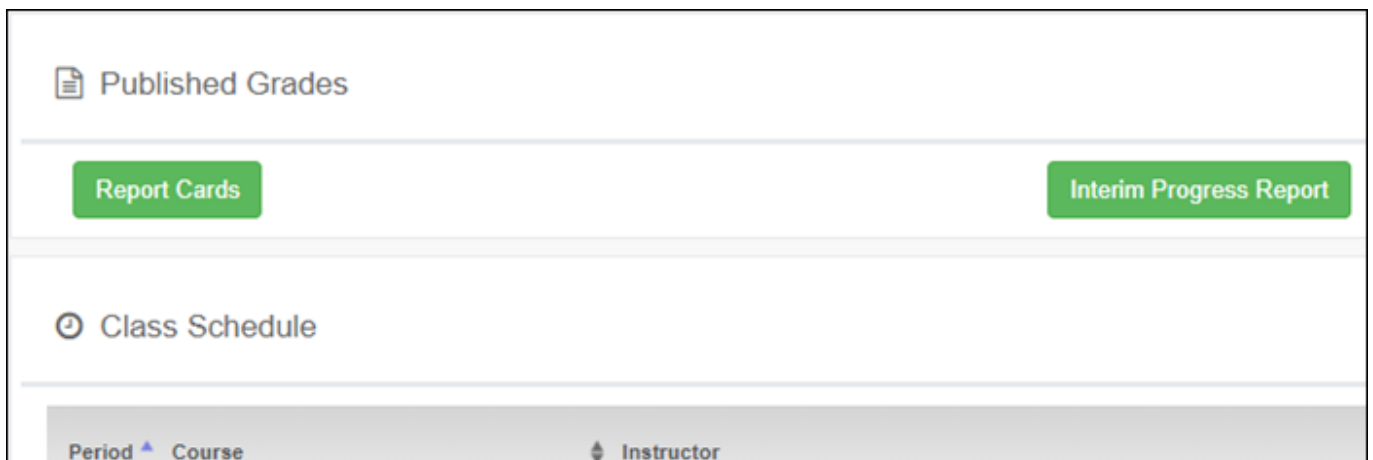 Published Grades
Report Cards Interim Progress Report
Class Schedule
Period Course Instructor